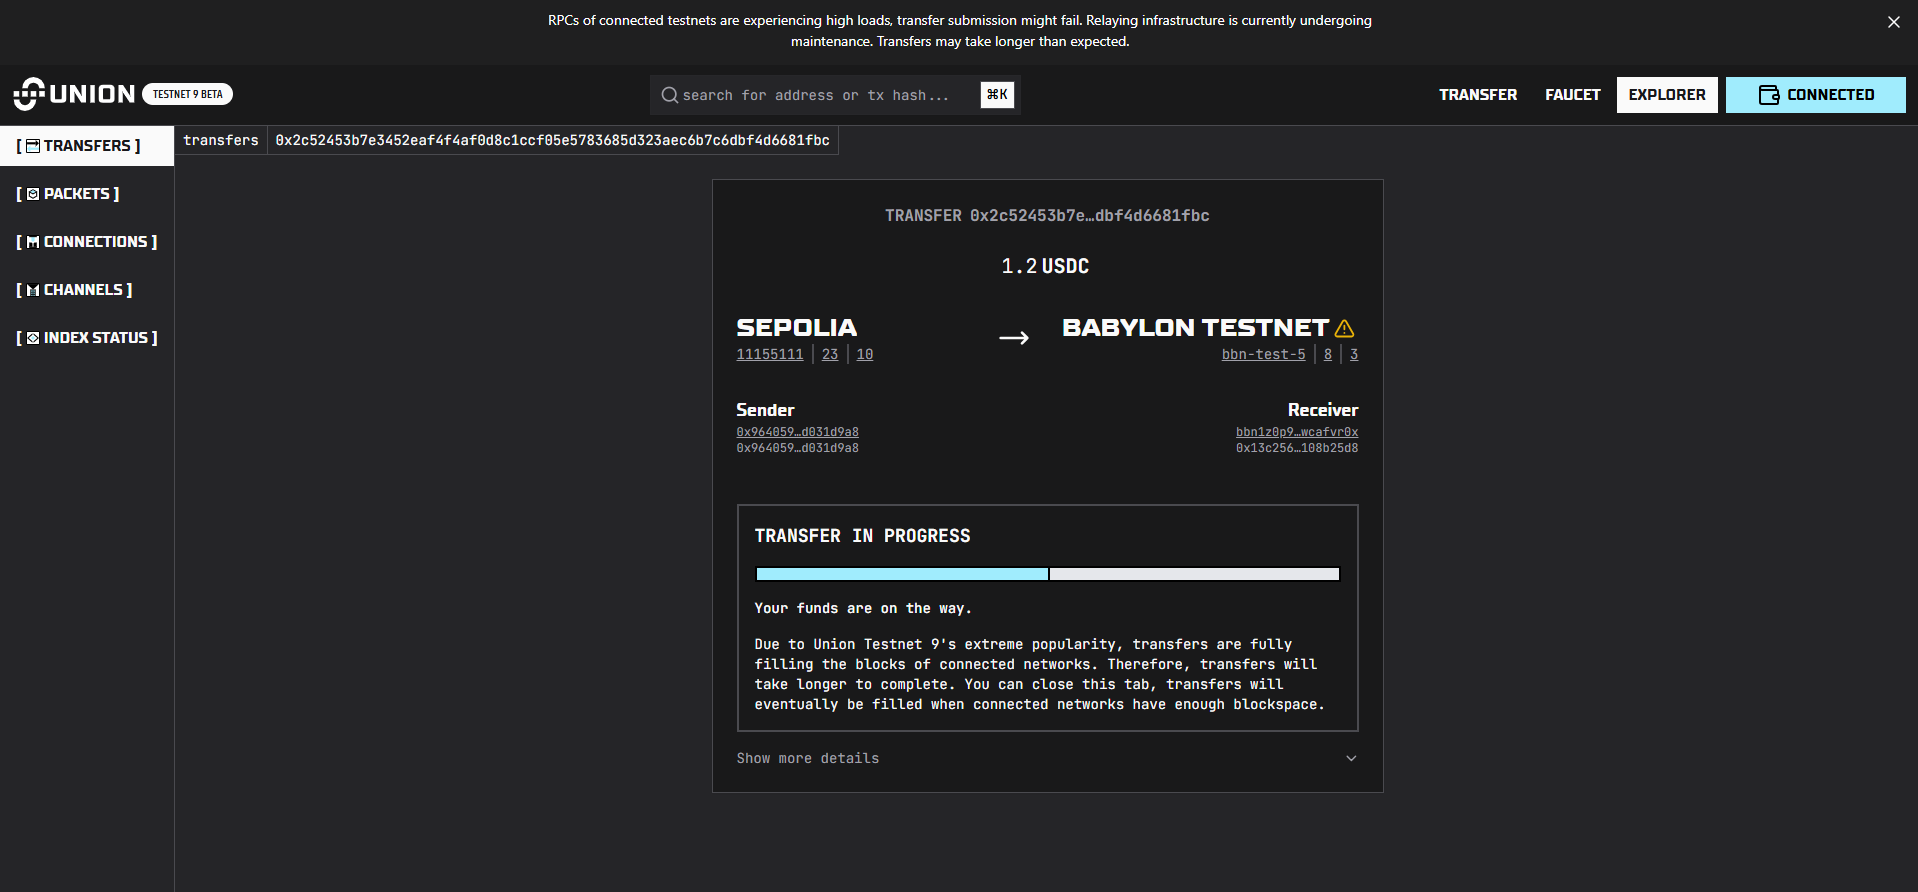 RPCs of connected testnets are experiencing high loads, transfer submission might fail. Relaying infrastructure is currently undergoing
maintenance. Transfers may take longer than expected.
UNION TESTNET 9 BETA
search for address or tx hash... ⌘K
TRANSFER FAUCET EXPLORER CONNECTED
[ TRANSFERS ]
transfers 0x2c52453b7e3452eaf4f4af0d8c1ccf05e5783685d323aec6b7c6dbf4d6681fbc
[ PACKETS ]
[ CONNECTIONS ]
[ CHANNELS ]
[ INDEX STATUS ]
TRANSFER 0x2c52453b7e…dbf4d6681fbc
1.2 USDC
SEPOLIA → BABYLON TESTNET
11155111 | 23 | 10
bbn-test-5 | 8 | 3
Sender
0x964059…d031d9a8
0x964059…d031d9a8
Receiver
bbn1z0p9…wcafvr0x
0x13c256…108b25d8
TRANSFER IN PROGRESS
Your funds are on the way.
Due to Union Testnet 9's extreme popularity, transfers are fully
filling the blocks of connected networks. Therefore, transfers will
take longer to complete. You can close this tab, transfers will
eventually be filled when connected networks have enough blockspace.
Show more details